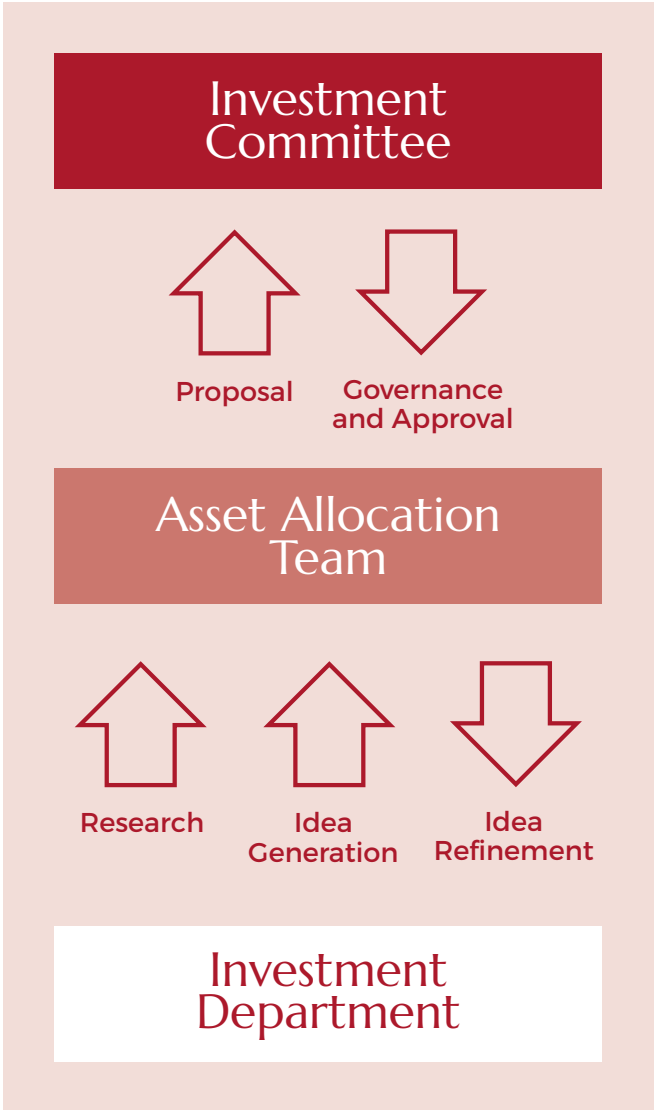 Investment
Committee
Proposal
Governance
and Approval
Asset Allocation
Team
Research
Idea
Generation
Idea
Refinement
Investment
Department